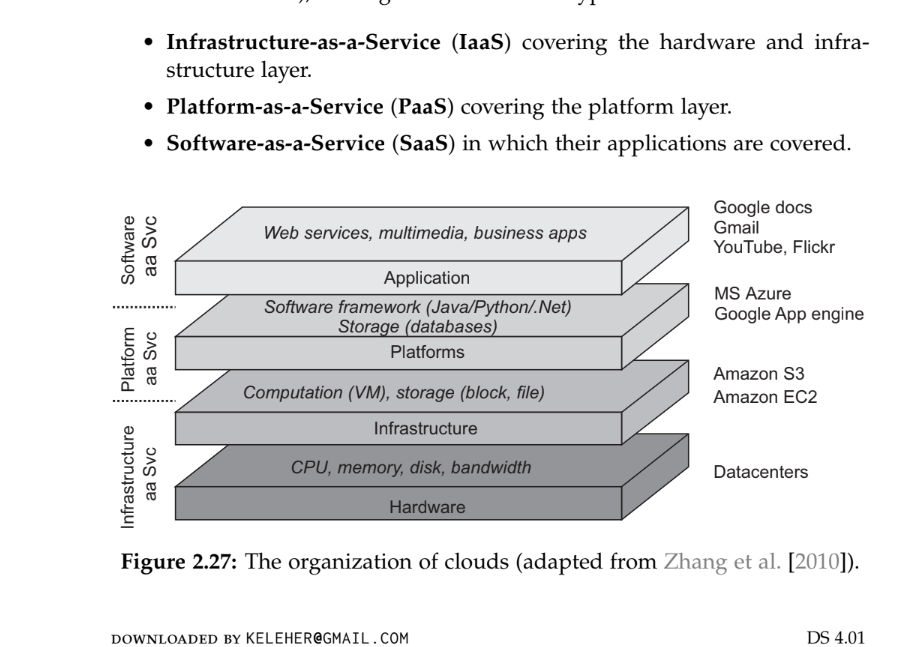 • Infrastructure-as-a-Service (IaaS) covering the hardware and infra-
structure layer.
• Platform-as-a-Service (PaaS) covering the platform layer.
• Software-as-a-Service (SaaS) in which their applications are covered.
Software
aa Svc
Web services, multimedia, business apps
Application
Google docs
Gmail
YouTube, Flickr
Platform
aa Svc
Software framework (Java/Python/.Net)
Storage (databases)
Platforms
MS Azure
Google App engine
Infrastructure
aa Svc
Computation (VM), storage (block, file)
Infrastructure
Amazon S3
Amazon EC2
CPU, memory, disk, bandwidth
Hardware
Datacenters
Figure 2.27: The organization of clouds (adapted from Zhang et al. [2010]).
DOWNLOADED BY KELEHER@GMAIL.COM
DS 4.01